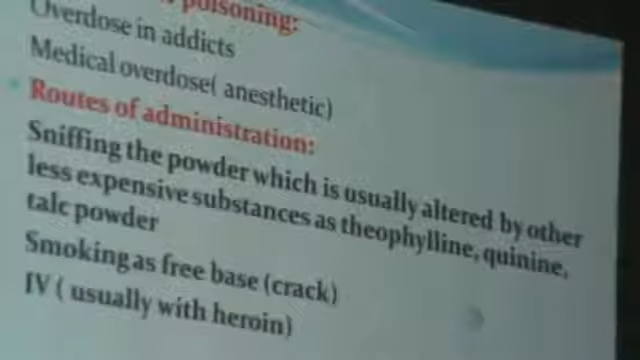 poisoning:
Overdose in addicts
Medical overdose( anesthetic)
Routes of administration:
Sniffing the powder which is usually altered by other
less expensive substances as theophylline, quinine,
talc powder
Smoking as free base (crack)
IV ( usually with heroin)